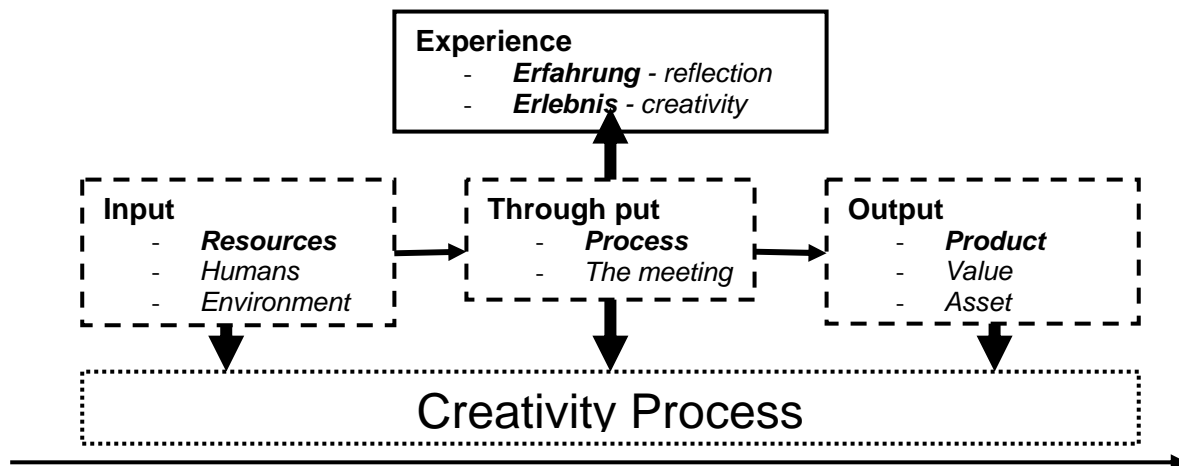 Experience
- Erfahrung - reflection
- Erlebnis - creativity
Input
- Resources
- Humans
- Environment
Through put
- Process
- The meeting
Output
- Product
- Value
- Asset
Creativity Process